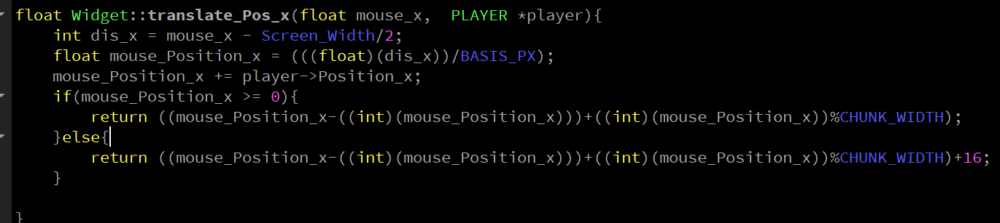 float Widget::translate_Pos_x(float mouse_x,  PLAYER *player){
    int dis_x = mouse_x - Screen_Width/2;
    float mouse_Position_x = (((float)(dis_x))/BASIS_PX);
    mouse_Position_x += player->Position_x;
    if(mouse_Position_x >= 0){
        return ((mouse_Position_x-((int)(mouse_Position_x)))+((int)(mouse_Position_x))%CHUNK_WIDTH);
    }else{
        return ((mouse_Position_x-((int)(mouse_Position_x)))+((int)(mouse_Position_x))%CHUNK_WIDTH)+16;
    }
}